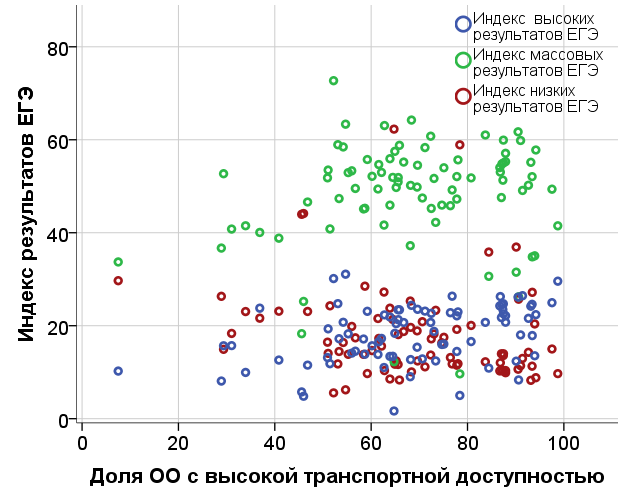 Индекс высоких
результатов ЕГЭ
Индекс массовых
результатов ЕГЭ
Индекс низких
результатов ЕГЭ
Индекс результатов ЕГЭ
80
60
40
20
0
0 20 40 60 80 100
Доля ОО с высокой транспортной доступностью